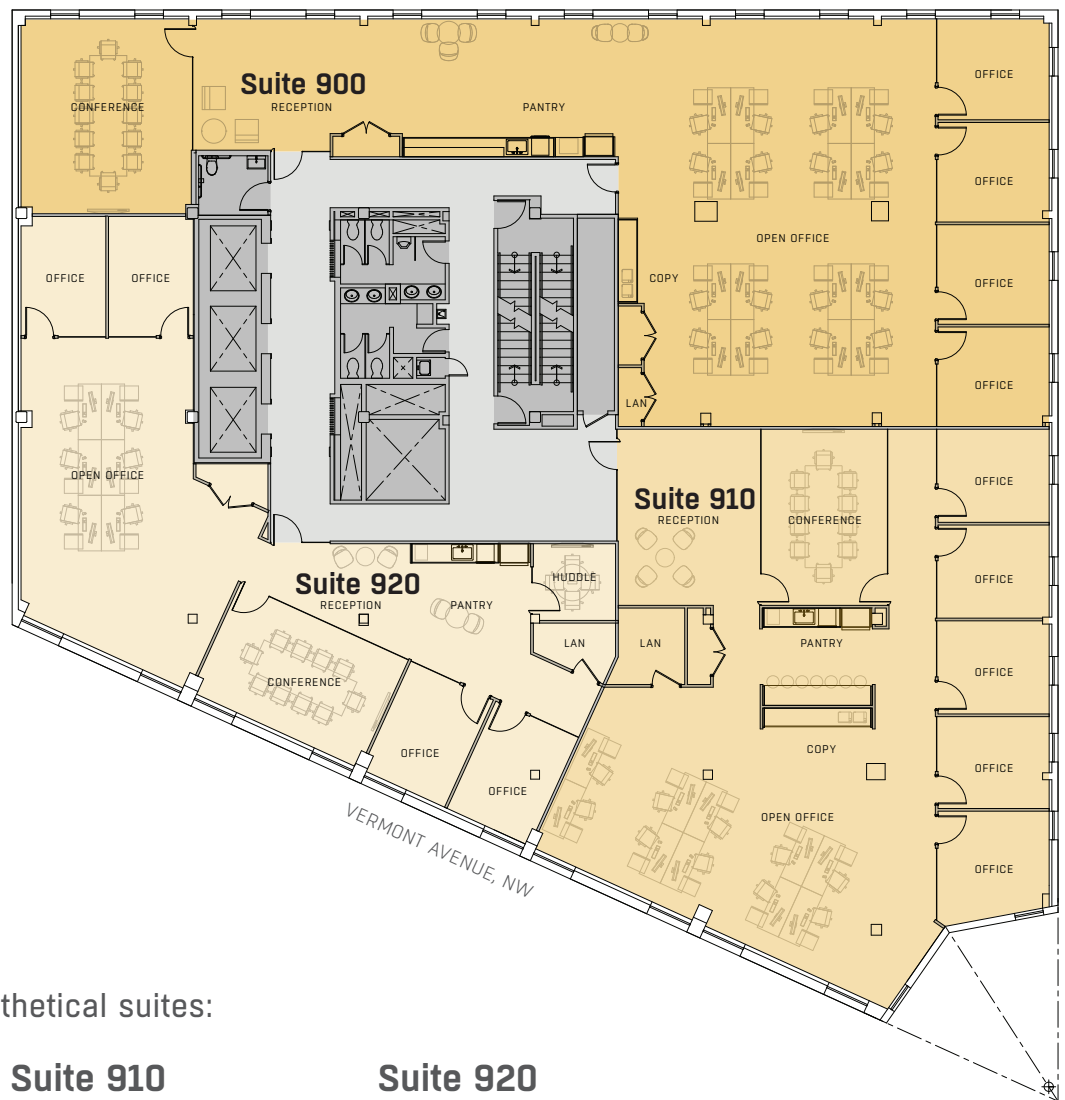 Suite 900
RECEPTION
CONFERENCE
PANTRY
OFFICE
OFFICE
OPEN OFFICE
OFFICE
COPY
OFFICE
OFFICE
OFFICE
LAN
OPEN OFFICE
Suite 910
RECEPTION
CONFERENCE
OFFICE
OFFICE
Suite 920
RECEPTION
PANTRY
HUDDLE
LAN
LAN
PANTRY
OFFICE
CONFERENCE
OFFICE
OFFICE
COPY
OFFICE
OPEN OFFICE
OFFICE
VERMONT AVENUE, NW
thetical suites:
Suite 910
Suite 920